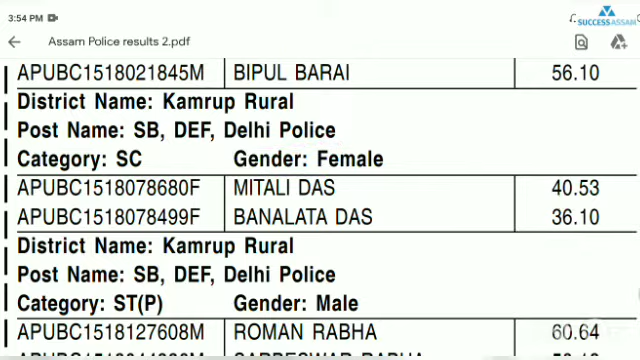 3:54 PM
SUCCESS ASSAM
Assam Police results 2.pdf
APUBC1518021845M BIPUL BARAI 56.10
District Name: Kamrup Rural
Post Name: SB, DEF, Delhi Police
Category: SC Gender: Female
APUBC1518078680F MITALI DAS 40.53
APUBC1518078499F BANALATA DAS 36.10
District Name: Kamrup Rural
Post Name: SB, DEF, Delhi Police
Category: ST(P) Gender: Male
APUBC1518127608M ROMAN RABHA 60.64